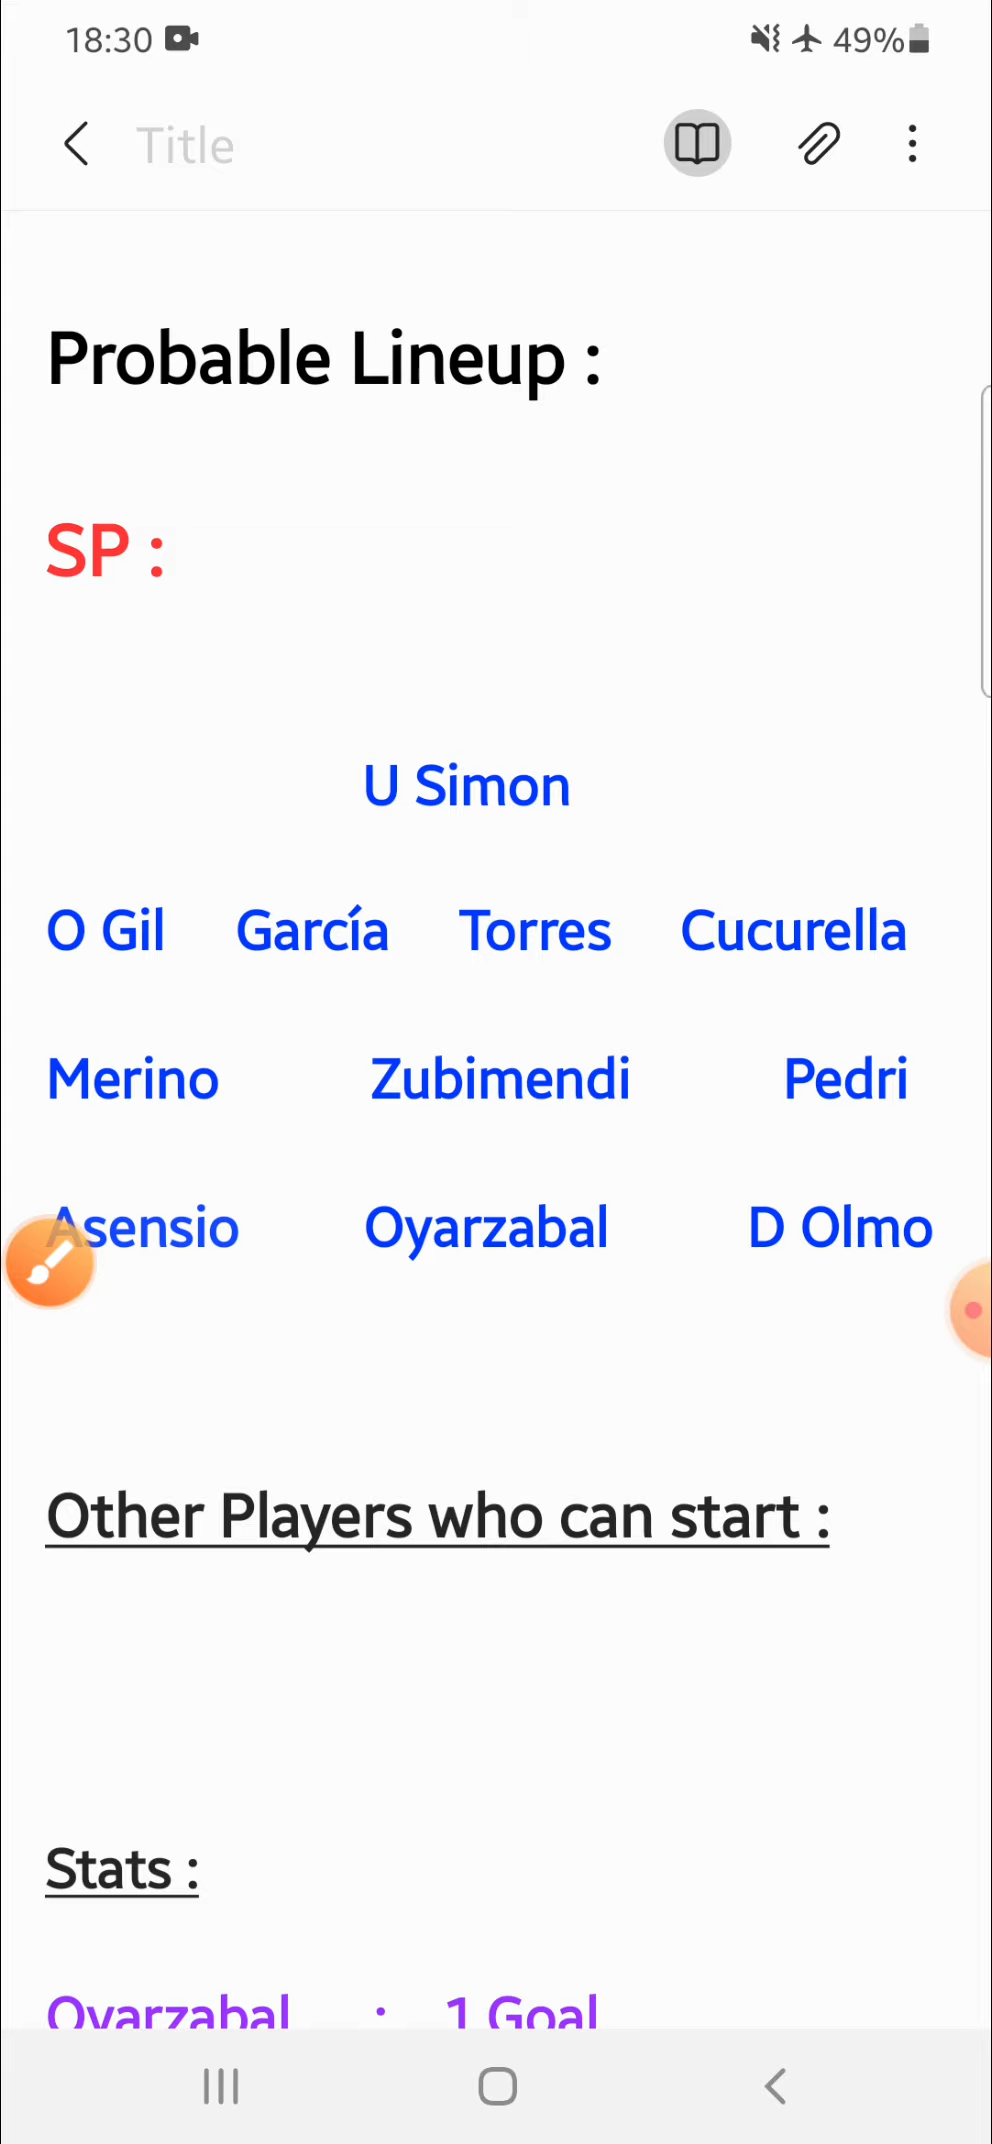 18:30 49%
Title
Probable Lineup :
SP :
U Simon
O Gil García Torres Cucurella
Merino Zubimendi Pedri
Asensio Oyarzabal D Olmo
Other Players who can start :
Stats :
Oyarzabal : 1 Goal